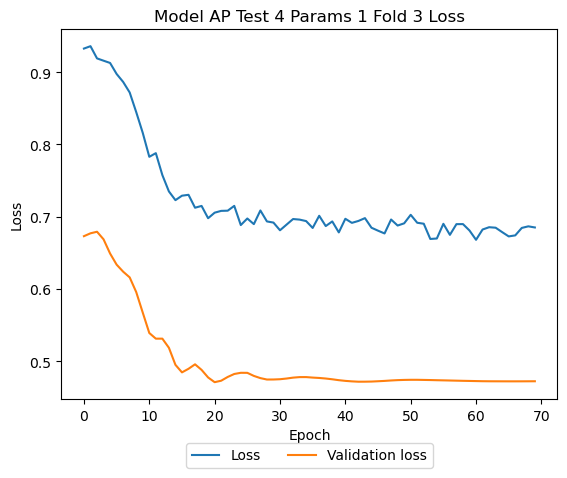 Model AP Test 4 Params 1 Fold 3 Loss
Loss
0.9
0.8
0.7
0.6
0.5
0 10 20 30 40 50 60 70
Epoch
Loss Validation loss